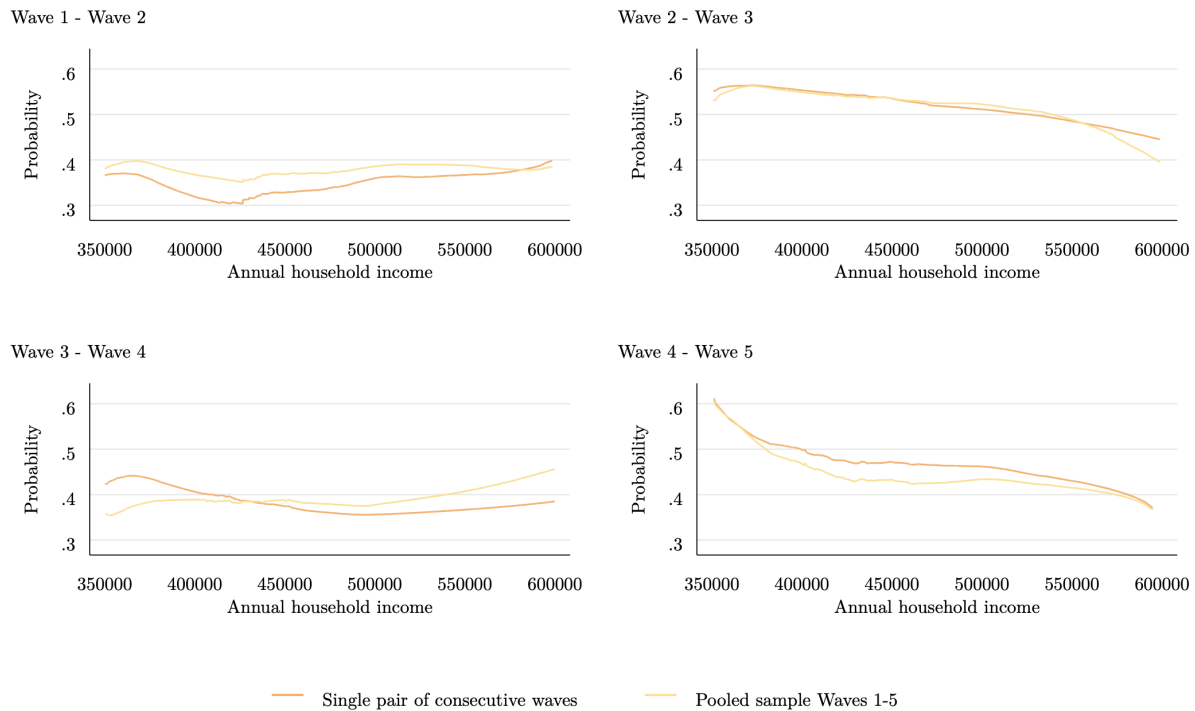 Wave 1 - Wave 2
Probability
.6
.5
.4
.3
350000 400000 450000 500000 550000 600000
Annual household income
Wave 2 - Wave 3
Probability
.6
.5
.4
.3
350000 400000 450000 500000 550000 600000
Annual household income
Wave 3 - Wave 4
Probability
.6
.5
.4
.3
350000 400000 450000 500000 550000 600000
Annual household income
Wave 4 - Wave 5
Probability
.6
.5
.4
.3
350000 400000 450000 500000 550000 600000
Annual household income
Single pair of consecutive waves
Pooled sample Waves 1-5